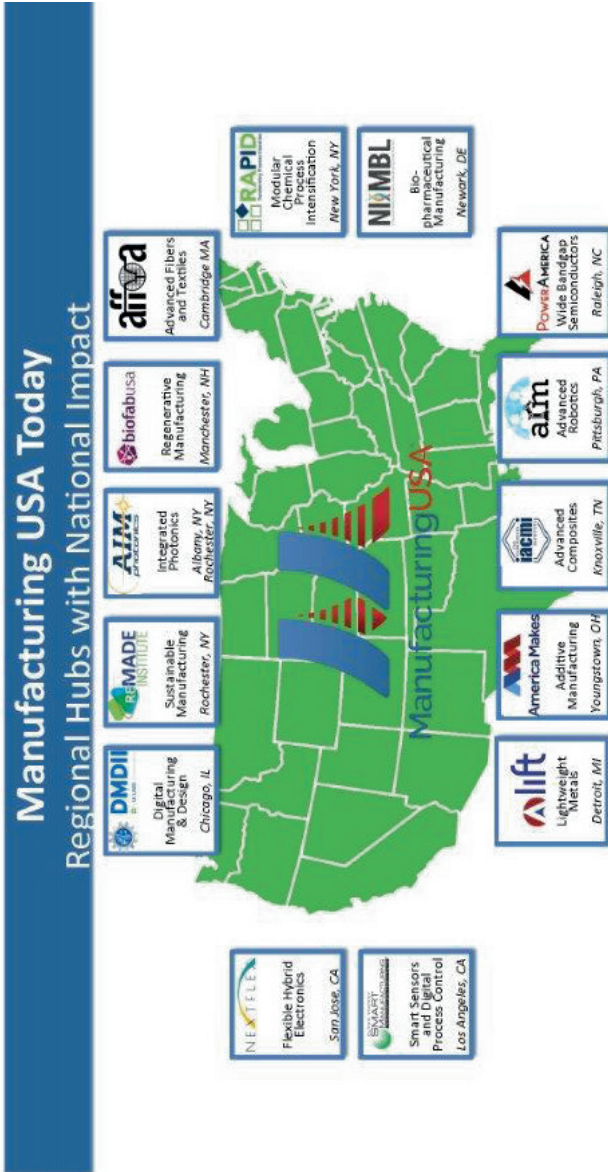 Manufacturing USA Today
Regional Hubs with National Impact
DMDII
Digital
Manufacturing
& Design
Chicago, IL
REMADE
INSTITUTE
Sustainable
Manufacturing
Rochester, NY
AIM
photonics
Integrated
Photonics
Albany, NY
Rochester, NY
biofabusa
Regenerative
Manufacturing
Manchester, NH
affoa
Advanced Fibers
and Textiles
Cambridge MA
NEXTFLEX
Flexible Hybrid
Electronics
San Jose, CA
RAPID
Modular
Chemical
Process
Intensification
New York, NY
SMART
MANUFACTURING
Smart Sensors
and Digital
Process Control
Los Angeles, CA
ManufacturingUSA
NIIMBL
Bio-
pharmaceutical
Manufacturing
Newark, DE
lift
Lightweight
Metals
Detroit, MI
America Makes
Additive
Manufacturing
Youngstown, OH
iacmi
Advanced
Composites
Knoxville, TN
arm
Advanced
Robotics
Pittsburgh, PA
POWERAMERICA
Wide Bandgap
Semiconductors
Raleigh, NC